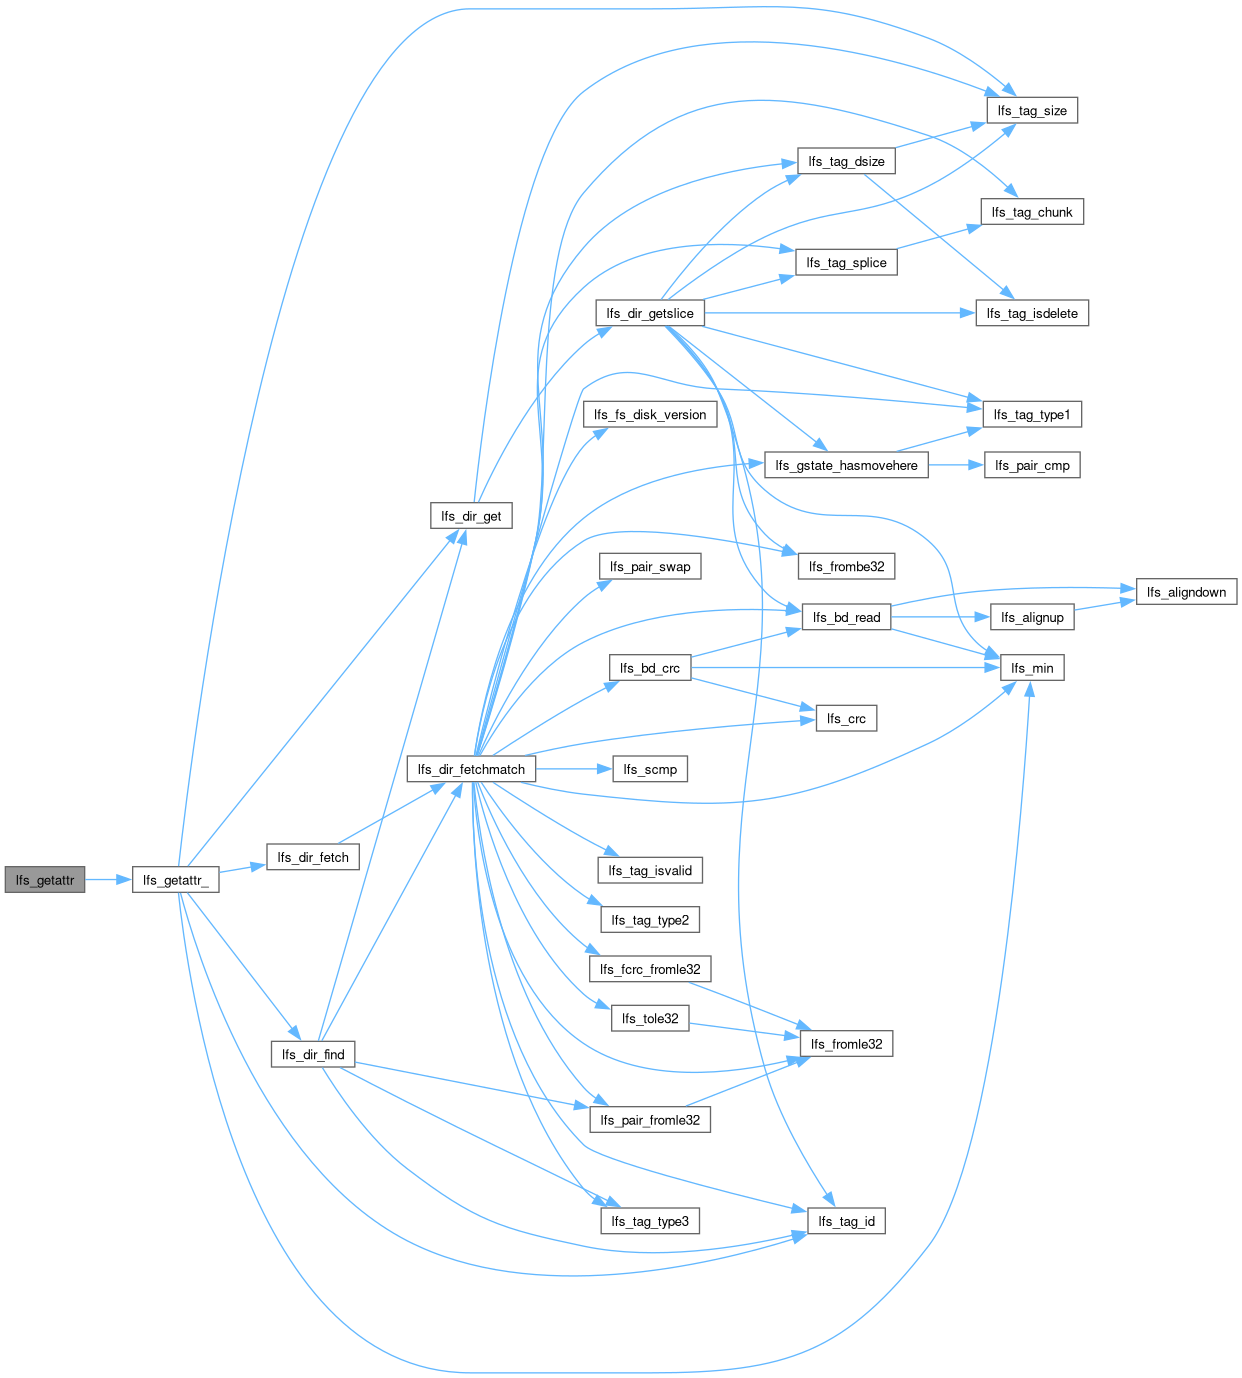 lfs_getattr
lfs_getattr_
lfs_dir_fetch
lfs_dir_find
lfs_dir_get
lfs_dir_fetchmatch
lfs_dir_getslice
lfs_fs_disk_version
lfs_pair_swap
lfs_bd_crc
lfs_scmp
lfs_tag_isvalid
lfs_tag_type2
lfs_fcrc_fromle32
lfs_tole32
lfs_pair_fromle32
lfs_tag_type3
lfs_tag_dsize
lfs_tag_splice
lfs_gstate_hasmovehere
lfs_frombe32
lfs_bd_read
lfs_crc
lfs_fromle32
lfs_tag_id
lfs_tag_size
lfs_tag_chunk
lfs_tag_isdelete
lfs_tag_type1
lfs_pair_cmp
lfs_alignup
lfs_min
lfs_aligndown